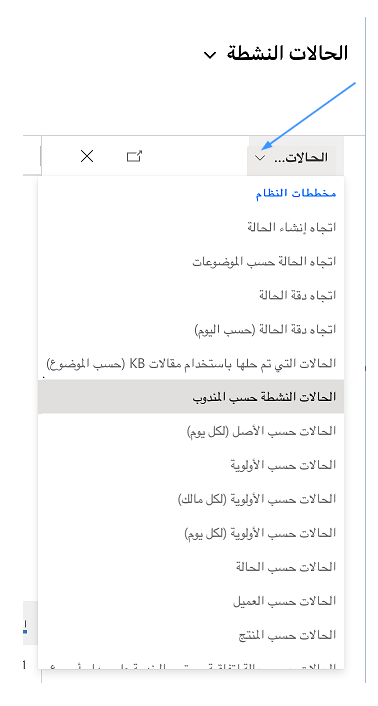 الحالات النشطة
الحالات...
مخططات النظام
اتجاه إنشاء الحالة
اتجاه الحالة حسب الموضوعات
اتجاه دقة الحالة
اتجاه دقة الحالة (حسب اليوم)
الحالات التي تم حلها باستخدام مقالات KB (حسب الموضوع)
الحالات النشطة حسب المندوب
الحالات حسب الأصل (لكل يوم)
الحالات حسب الأولوية
الحالات حسب الأولوية (لكل مالك)
الحالات حسب الأولوية (لكل يوم)
الحالات حسب الحالة
الحالات حسب العميل
الحالات حسب المنتج
1